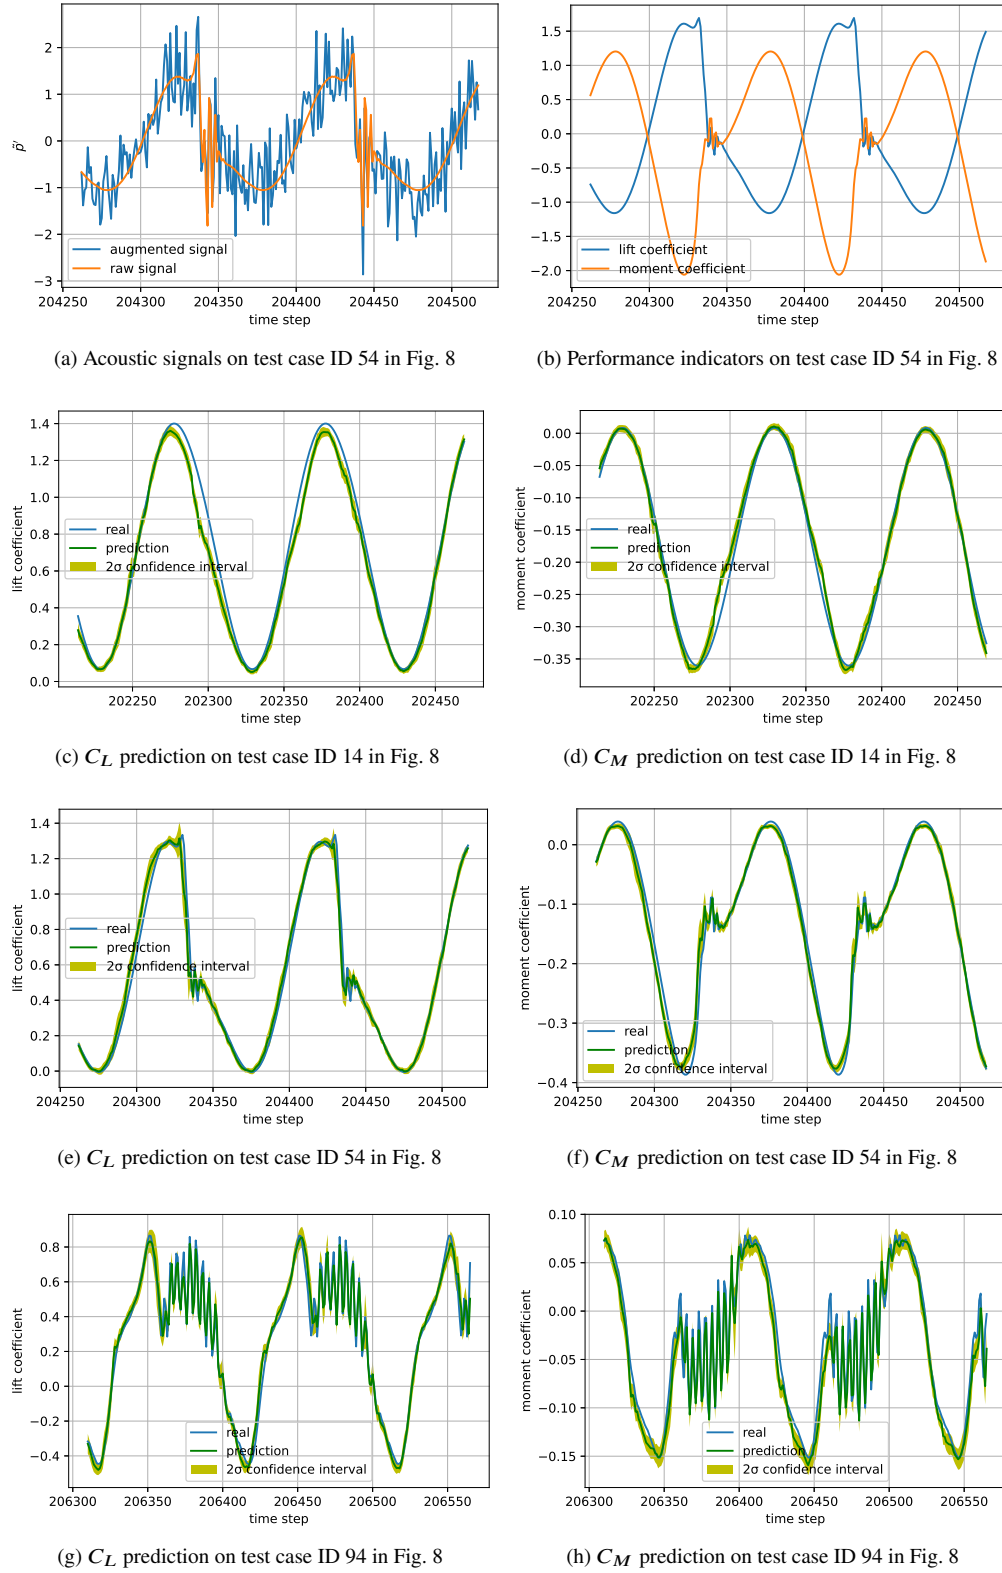 2
1
0
−1
−2
−3
p̃′
augmented signal
raw signal
204250 204300 204350 204400 204450 204500
time step
1.5
1.0
0.5
0.0
−0.5
−1.0
−1.5
−2.0
lift coefficient
moment coefficient
204250 204300 204350 204400 204450 204500
time step
(a) Acoustic signals on test case ID 54 in Fig. 8
(b) Performance indicators on test case ID 54 in Fig. 8
1.4
1.2
1.0
0.8
0.6
0.4
0.2
0.0
lift coefficient
real
prediction
2σ confidence interval
202250 202300 202350 202400 202450
time step
0.00
−0.05
−0.10
−0.15
−0.20
−0.25
−0.30
−0.35
moment coefficient
real
prediction
2σ confidence interval
202250 202300 202350 202400 202450
time step
(c) C_L prediction on test case ID 14 in Fig. 8
(d) C_M prediction on test case ID 14 in Fig. 8
1.4
1.2
1.0
0.8
0.6
0.4
0.2
0.0
lift coefficient
real
prediction
2σ confidence interval
204250 204300 204350 204400 204450 204500
time step
0.0
−0.1
−0.2
−0.3
−0.4
moment coefficient
real
prediction
2σ confidence interval
204250 204300 204350 204400 204450 204500
time step
(e) C_L prediction on test case ID 54 in Fig. 8
(f) C_M prediction on test case ID 54 in Fig. 8
0.8
0.6
0.4
0.2
0.0
−0.2
−0.4
lift coefficient
real
prediction
2σ confidence interval
206300 206350 206400 206450 206500 206550
time step
0.10
0.05
0.00
−0.05
−0.10
−0.15
moment coefficient
real
prediction
2σ confidence interval
206300 206350 206400 206450 206500 206550
time step
(g) C_L prediction on test case ID 94 in Fig. 8
(h) C_M prediction on test case ID 94 in Fig. 8